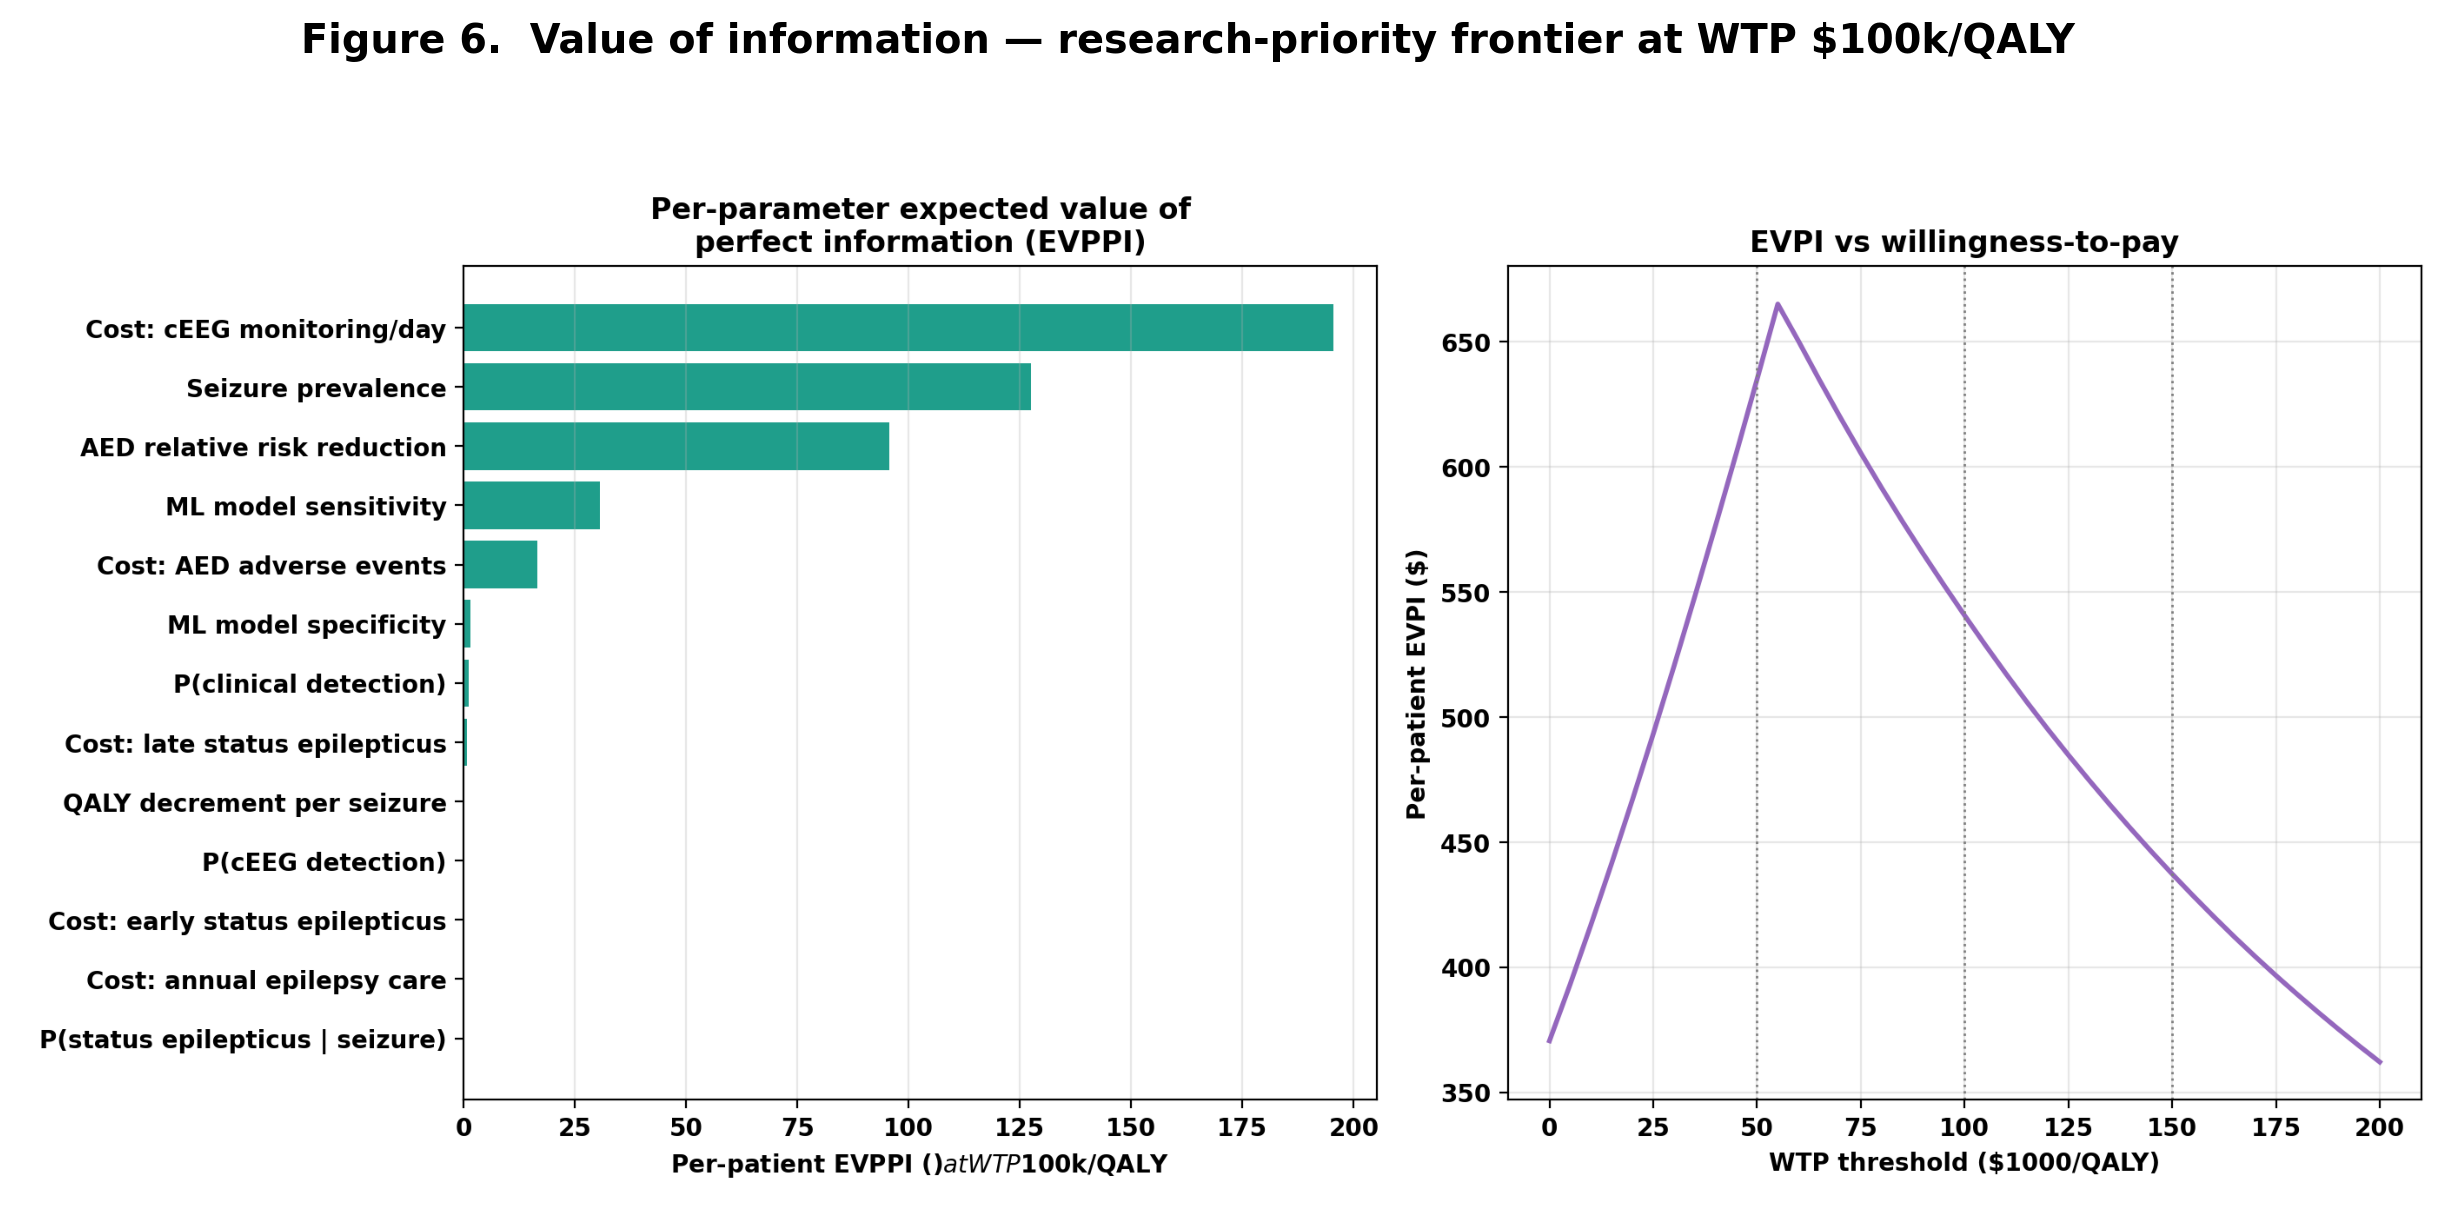 Figure 6.  Value of information — research-priority frontier at WTP $100k/QALY
Per-parameter expected value of
perfect information (EVPPI)
Cost: cEEG monitoring/day
Seizure prevalence
AED relative risk reduction
ML model sensitivity
Cost: AED adverse events
ML model specificity
P(clinical detection)
Cost: late status epilepticus
QALY decrement per seizure
P(cEEG detection)
Cost: early status epilepticus
Cost: annual epilepsy care
P(status epilepticus | seizure)
0 25 50 75 100 125 150 175 200
Per-patient EVPPI ()atWTP100k/QALY
EVPI vs willingness-to-pay
Per-patient EVPI ($)
650
600
550
500
450
400
350
0 25 50 75 100 125 150 175 200
WTP threshold ($1000/QALY)